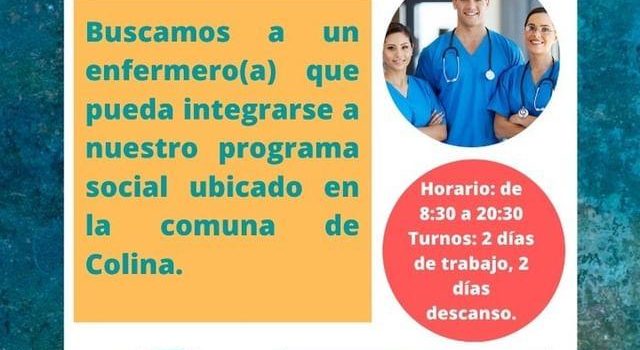 Buscamos a un
enfermero(a) que
pueda integrarse a
nuestro programa
social ubicado en
la comuna de
Colina.
Horario: de
8:30 a 20:30
Turnos: 2 días
de trabajo, 2
días
descanso.